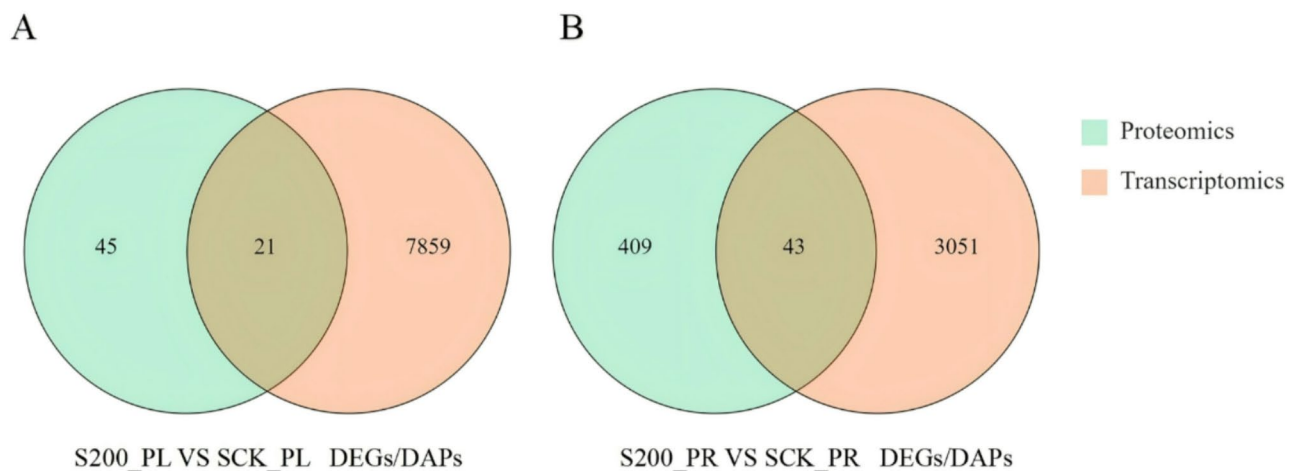 A
B
45
21
7859
409
43
3051
Proteomics
Transcriptomics
S200_PL VS SCK_PL DEGs/DAPs
S200_PR VS SCK_PR DEGs/DAPs